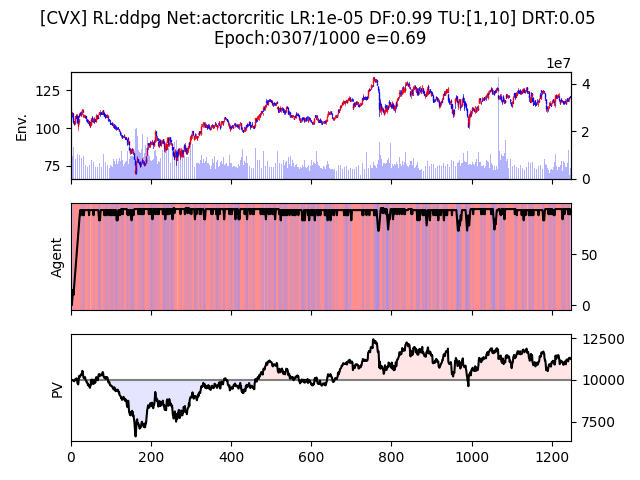 [CVX] RL:ddpg Net:actorcritic LR:1e-05 DF:0.99 TU:[1,10] DRT:0.05
Epoch:0307/1000 e=0.69
1e7
125
100
75
Env.
4
2
0
Agent
50
0
PV
12500
10000
7500
0 200 400 600 800 1000 1200